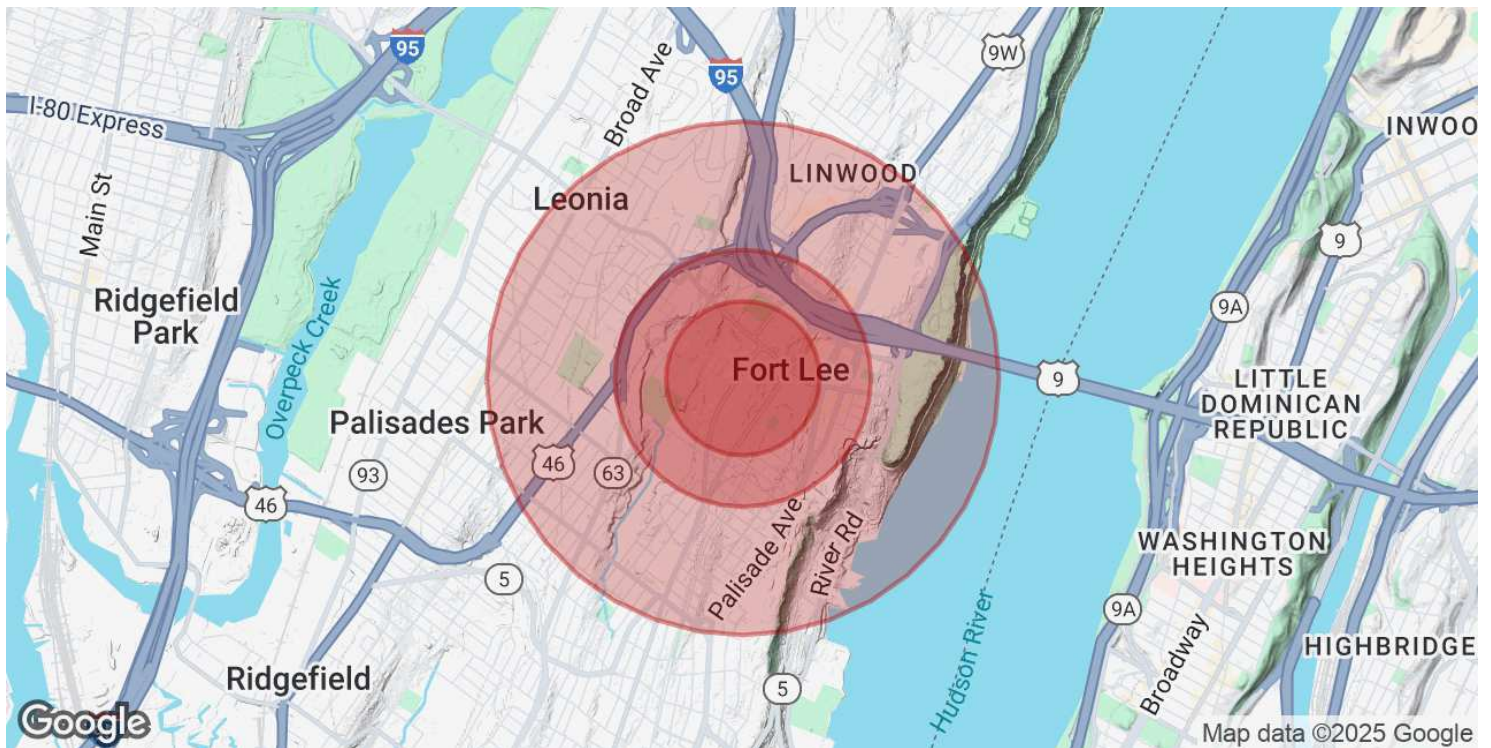 95
95
9W
Broad Ave
I-80 Express
INWOO
LINWOOD
Main St
Leonia
9
Ridgefield
Park
9A
Overpeck Creek
Fort Lee
9
LITTLE
DOMINICAN
REPUBLIC
Palisades Park
46
63
93
46
WASHINGTON
HEIGHTS
Palisade Ave
River Rd
5
9A
Hudson River
Broadway
HIGHBRIDGE
Ridgefield
5
Google
Map data ©2025 Google